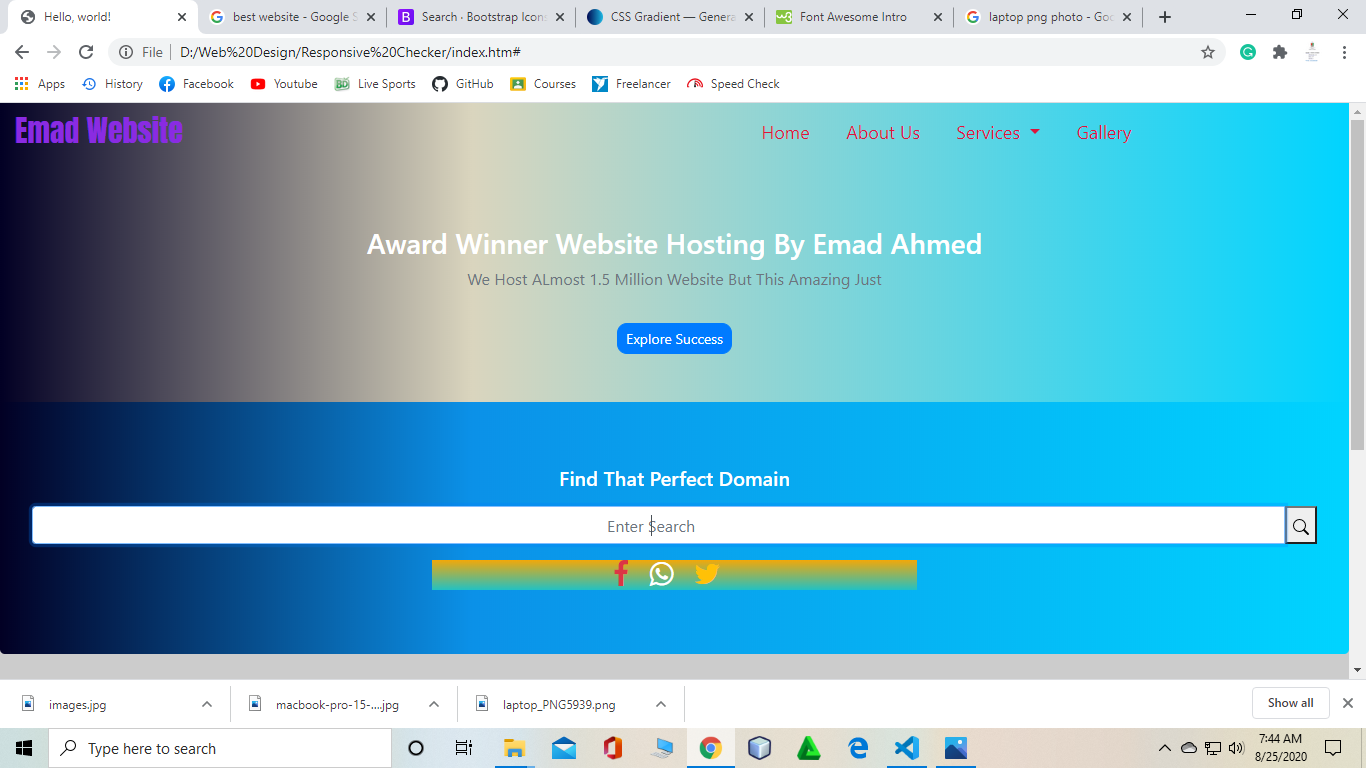 Hello, world!
best website - Google S
Search · Bootstrap Icons
CSS Gradient — Genera
Font Awesome Intro
laptop png photo - Goo
File
D:/Web%20Design/Responsive%20Checker/index.htm#
Apps
History
Facebook
Youtube
Live Sports
GitHub
Courses
Freelancer
Speed Check
Emad Website
Home
About Us
Services
Gallery
Award Winner Website Hosting By Emad Ahmed
We Host ALmost 1.5 Million Website But This Amazing Just
Explore Success
Find That Perfect Domain
Enter Search
images.jpg
macbook-pro-15-....jpg
laptop_PNG5939.png
Show all
Type here to search
7:44 AM
8/25/2020